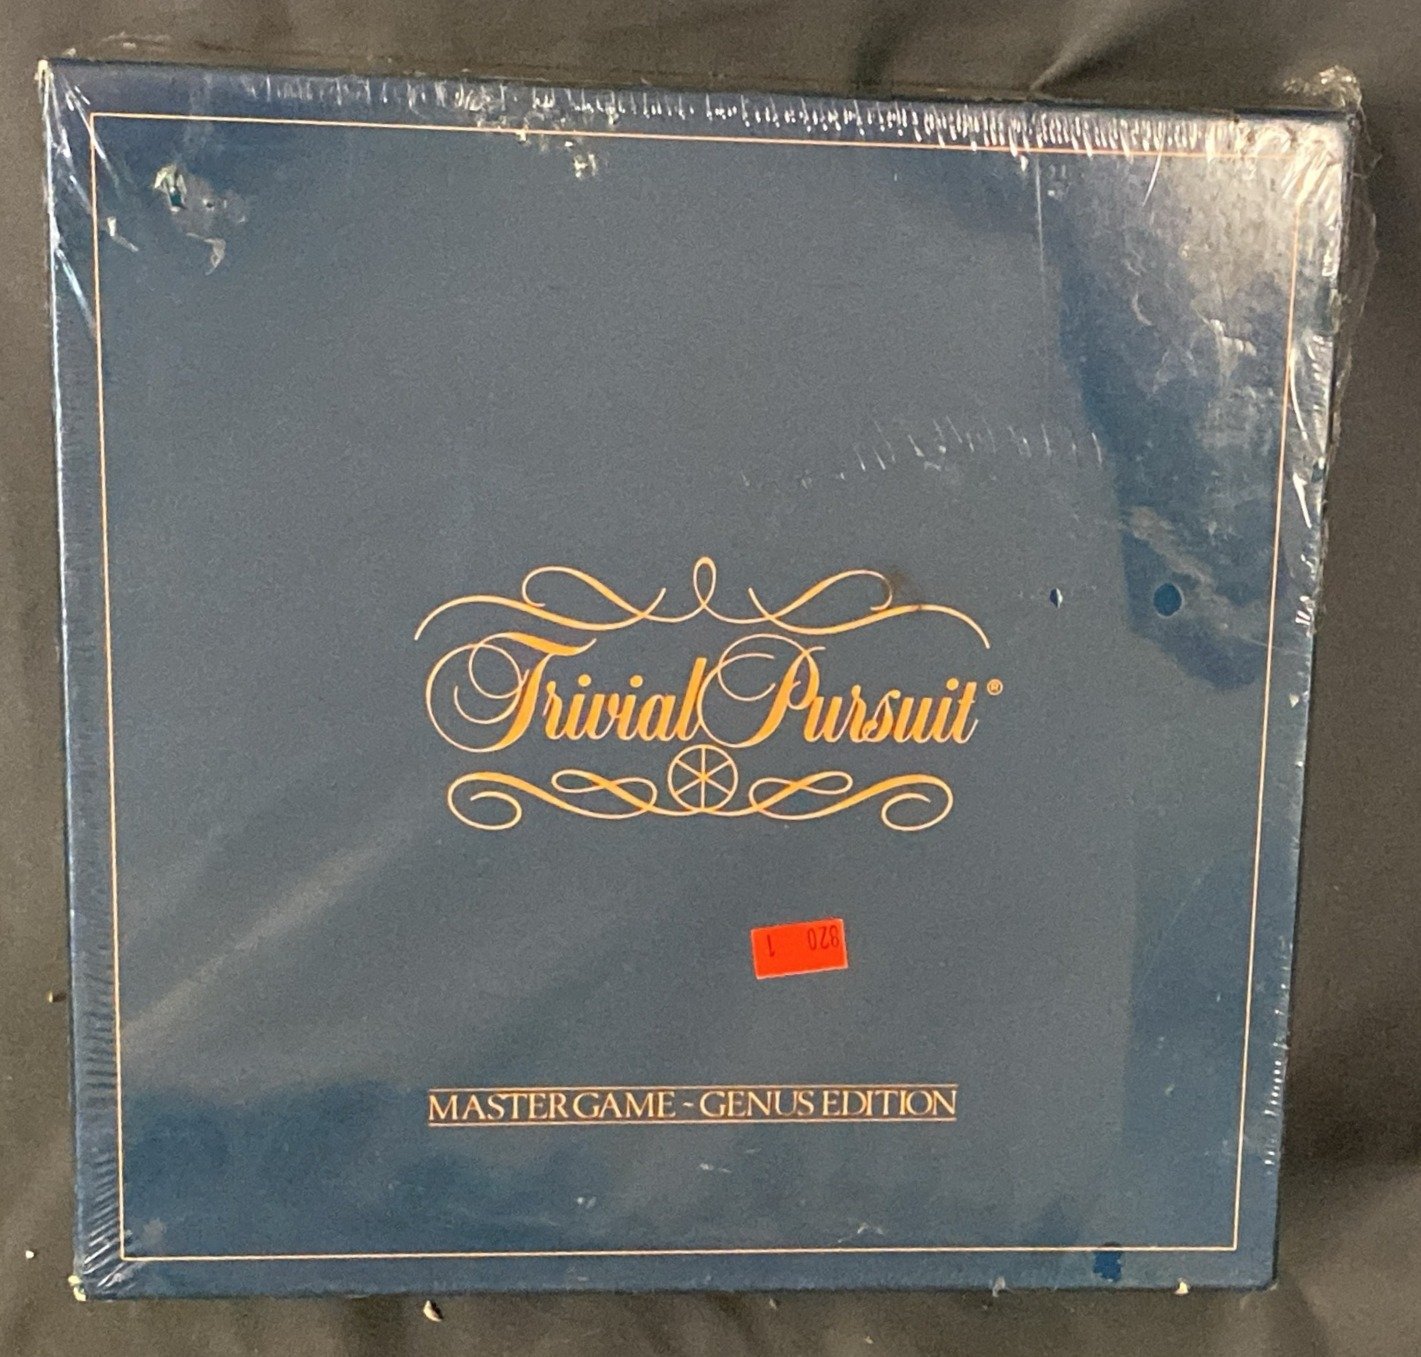 Trivial Pursuit®
820 1
MASTER GAME - GENUS EDITION